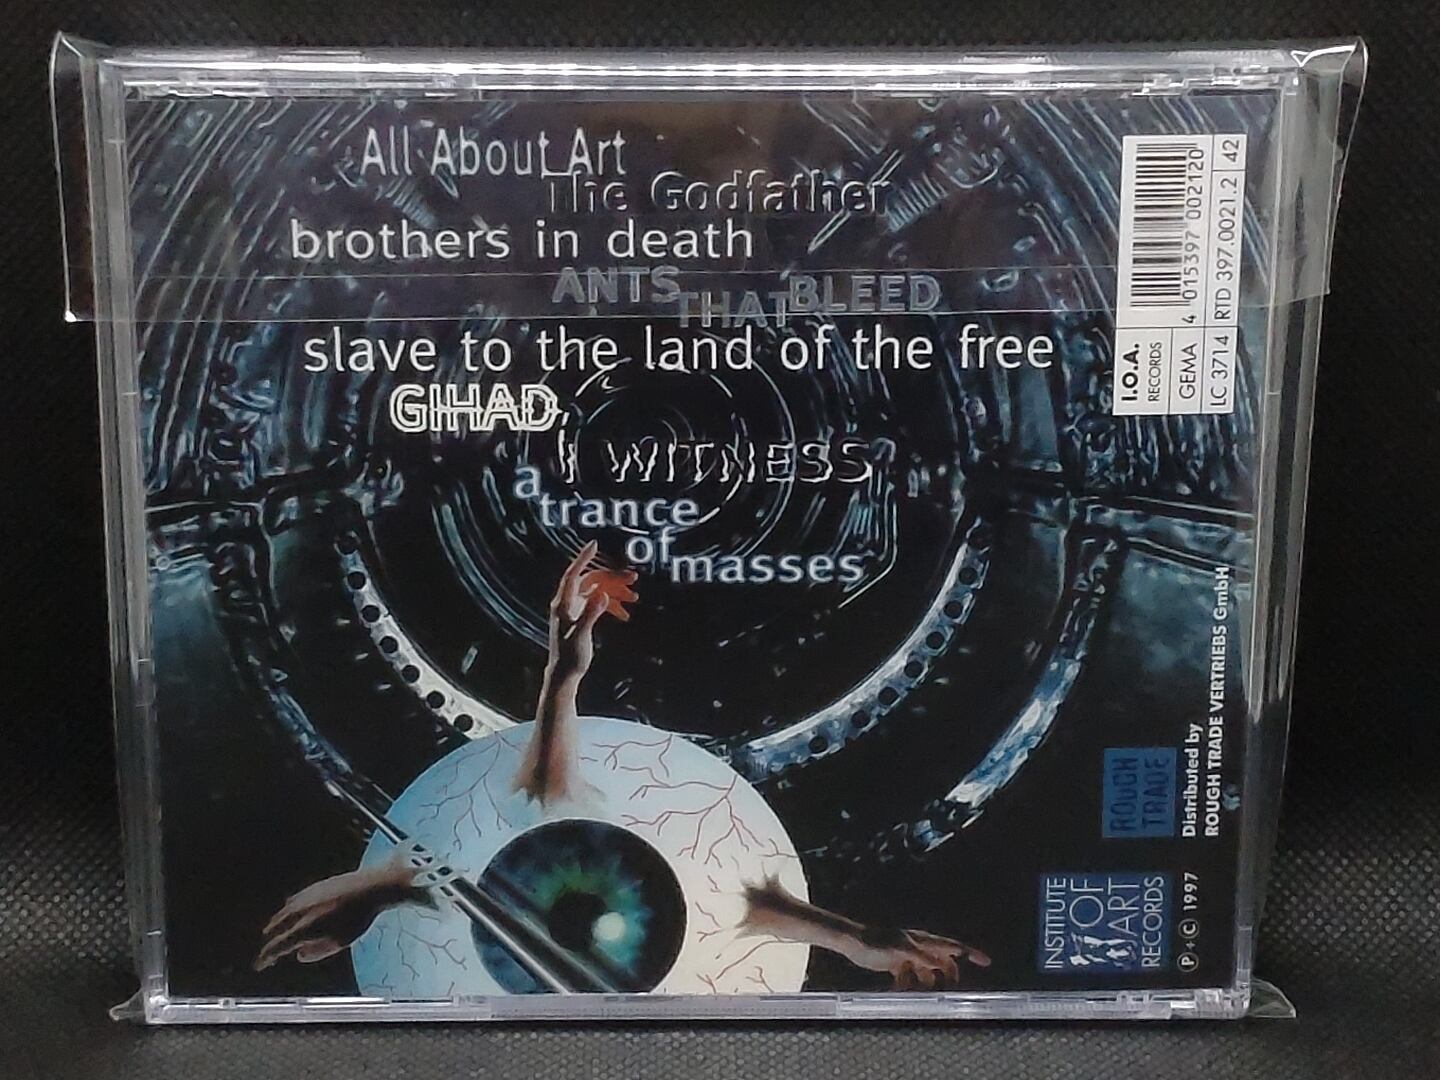 All About Art
The Godfather
brothers in death
ANTS
THAT
BLEED
slave to the land of the free
GIHAD
I WITNESS
a
trance
of
masses
I.O.A.
RECORDS
GEMA
LC 3714
4 015397 002120
RTD 397.0021.2
42
ROUGH
TRADE
Distributed by
ROUGH TRADE VERTRIEBS GmbH
INSTITUTE
OF
ART
RECORDS
P+C 1997